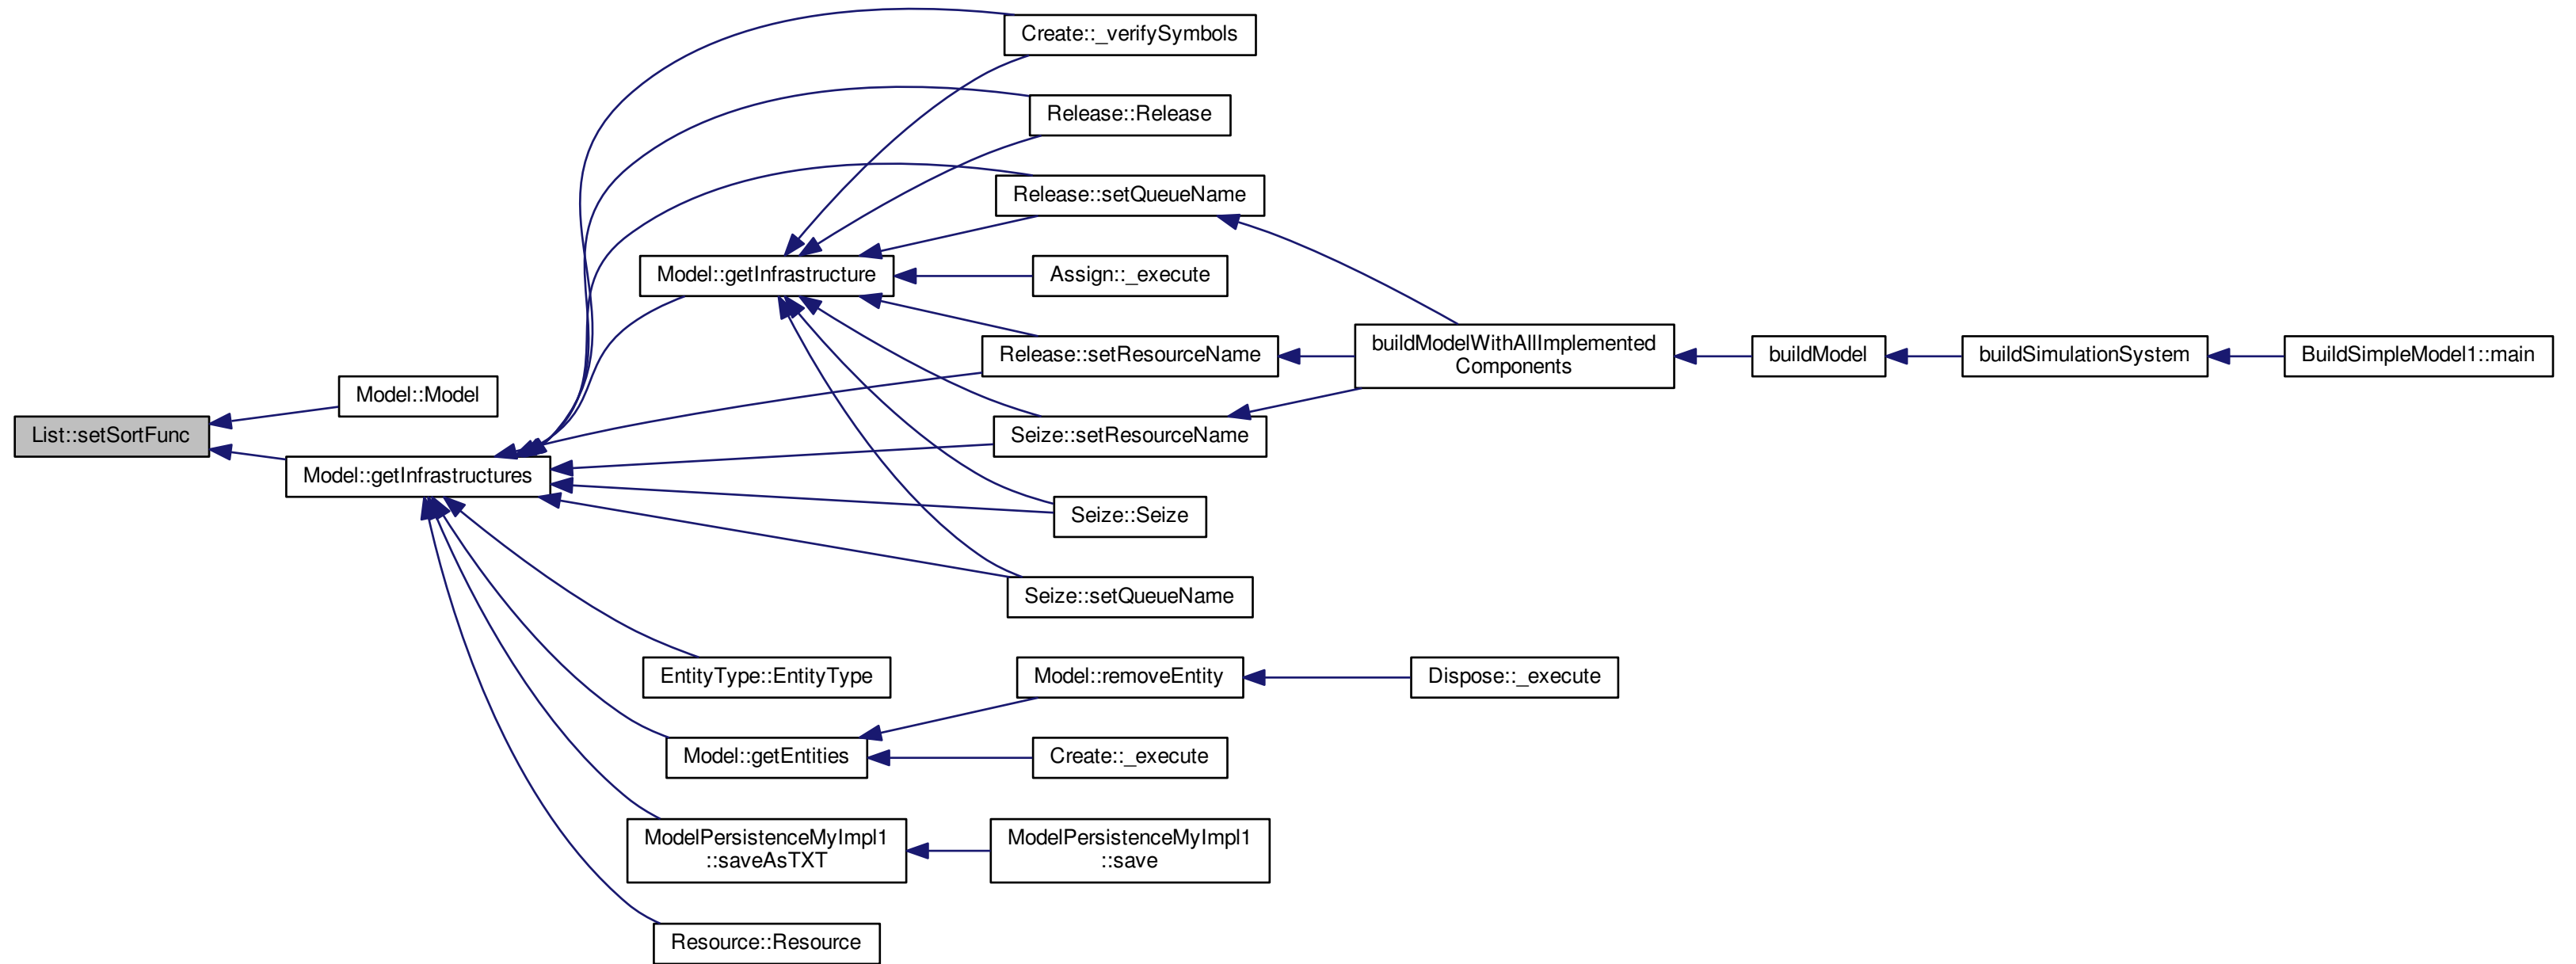 Create::_verifySymbols
Release::Release
Release::setQueueName
Model::getInfrastructure
Assign::_execute
Release::setResourceName
buildModelWithAllImplemented
Components
buildModel
buildSimulationSystem
BuildSimpleModel1::main
Model::Model
List::setSortFunc
Seize::setResourceName
Model::getInfrastructures
Seize::Seize
Seize::setQueueName
EntityType::EntityType
Model::removeEntity
Dispose::_execute
Model::getEntities
Create::_execute
ModelPersistenceMyImpl1
::saveAsTXT
ModelPersistenceMyImpl1
::save
Resource::Resource